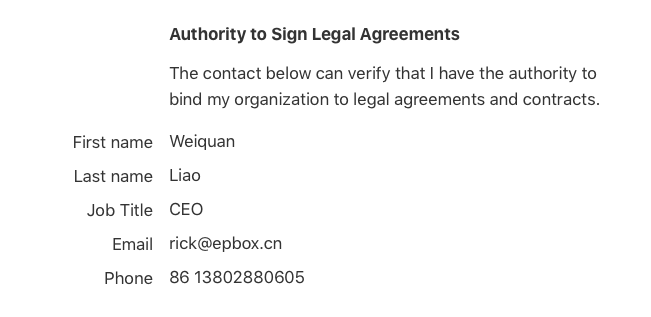 Authority to Sign Legal Agreements
The contact below can verify that I have the authority to
bind my organization to legal agreements and contracts.
First name Weiquan
Last name Liao
Job Title CEO
Email rick@epbox.cn
Phone 86 13802880605